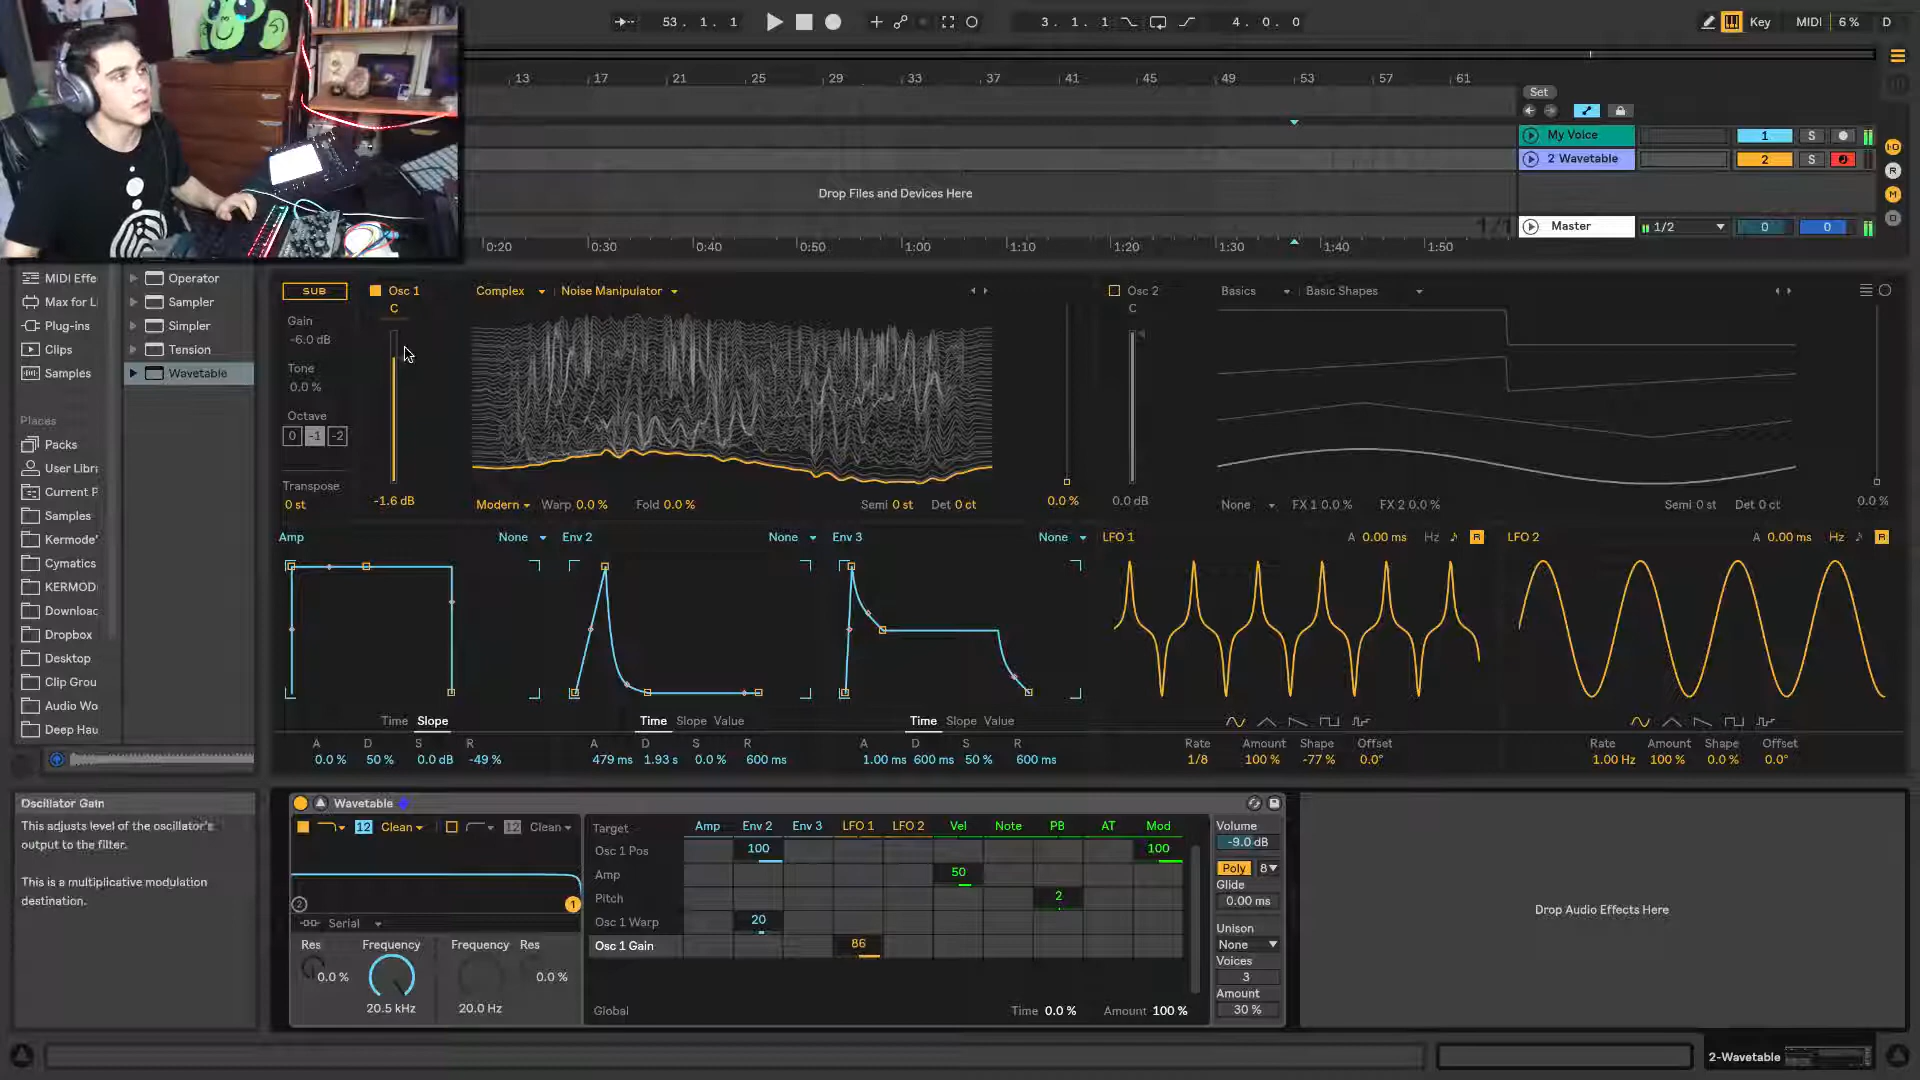 53 . 1 . 1
3 . 1 . 1
4 . 0 . 0
Key
MIDI
6 %
D
13 17 21 25 29 33 37 41 45 49 53 57 61
Set
My Voice 1 S
2 Wavetable 2 S
Drop Files and Devices Here
1/1
Master 1/2 0 0
0:20 0:30 0:40 0:50 1:00 1:10 1:20 1:30 1:40 1:50
MIDI Effe
Max for L
Plug-ins
Clips
Samples
Places
Packs
User Libra
Current P
Samples
Kermode'
Cymatics
KERMOD
Downloac
Dropbox
Desktop
Clip Grou
Audio Wo
Deep Hau
Operator
Sampler
Simpler
Tension
Wavetable
SUB
Gain
-6.0 dB
Tone
0.0 %
Octave
0 -1 -2
Transpose
0 st
Osc 1
C
-1.6 dB
Complex Noise Manipulator
Modern Warp 0.0 % Fold 0.0 % Semi 0 st Det 0 ct
0.0 %
Osc 2
C
0.0 dB
Basics Basic Shapes
None FX 1 0.0 % FX 2 0.0 % Semi 0 st Det 0 ct
0.0 %
Amp None
Time Slope
A D S R
0.0 % 50 % 0.0 dB -49 %
Env 2 None
Time Slope Value
A D S R
479 ms 1.93 s 0.0 % 600 ms
Env 3 None
Time Slope Value
A D S R
1.00 ms 600 ms 50 % 600 ms
LFO 1 A 0.00 ms Hz R
Rate Amount Shape Offset
1/8 100 % -77 % 0.0°
LFO 2 A 0.00 ms Hz R
Rate Amount Shape Offset
1.00 Hz 100 % 0.0 % 0.0°
Oscillator Gain
This adjusts level of the oscillator's
output to the filter.
This is a multiplicative modulation
destination.
Wavetable
12 Clean 12 Clean
2 1
Serial
Res Frequency Frequency Res
0.0 % 0.0 %
20.5 kHz 20.0 Hz
Target Amp Env 2 Env 3 LFO 1 LFO 2 Vel Note PB AT Mod
Osc 1 Pos 100 100
Amp 50
Pitch 2
Osc 1 Warp 20
Osc 1 Gain 86
Global Time 0.0 % Amount 100 %
Volume
-9.0 dB
Poly 8
Glide
0.00 ms
Unison
None
Voices
3
Amount
30 %
Drop Audio Effects Here
2-Wavetable